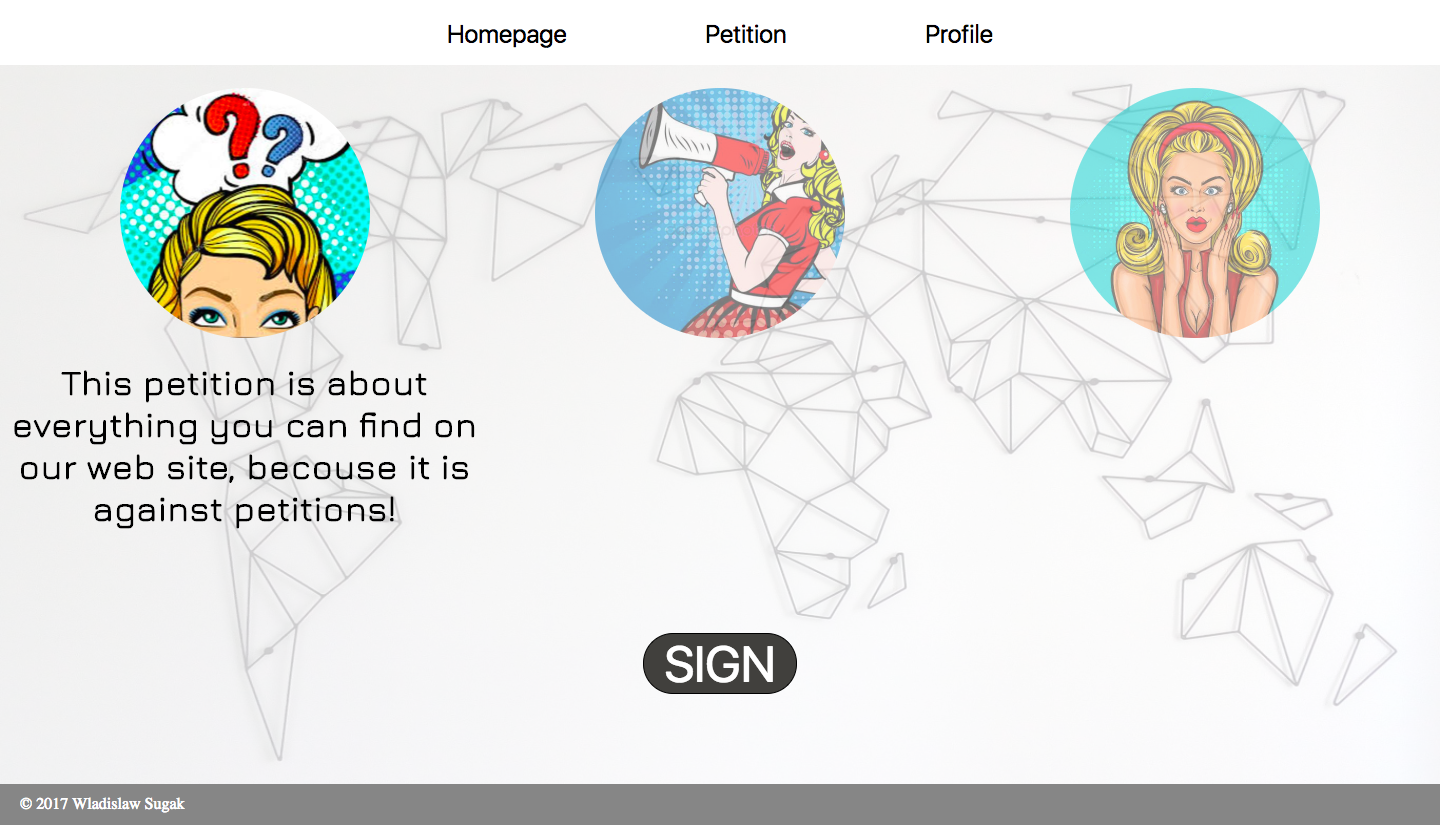 Homepage Petition Profile
? ?
This petition is about
everything you can find on
our web site, becouse it is
against petitions!
SIGN
© 2017 Wladislaw Sugak